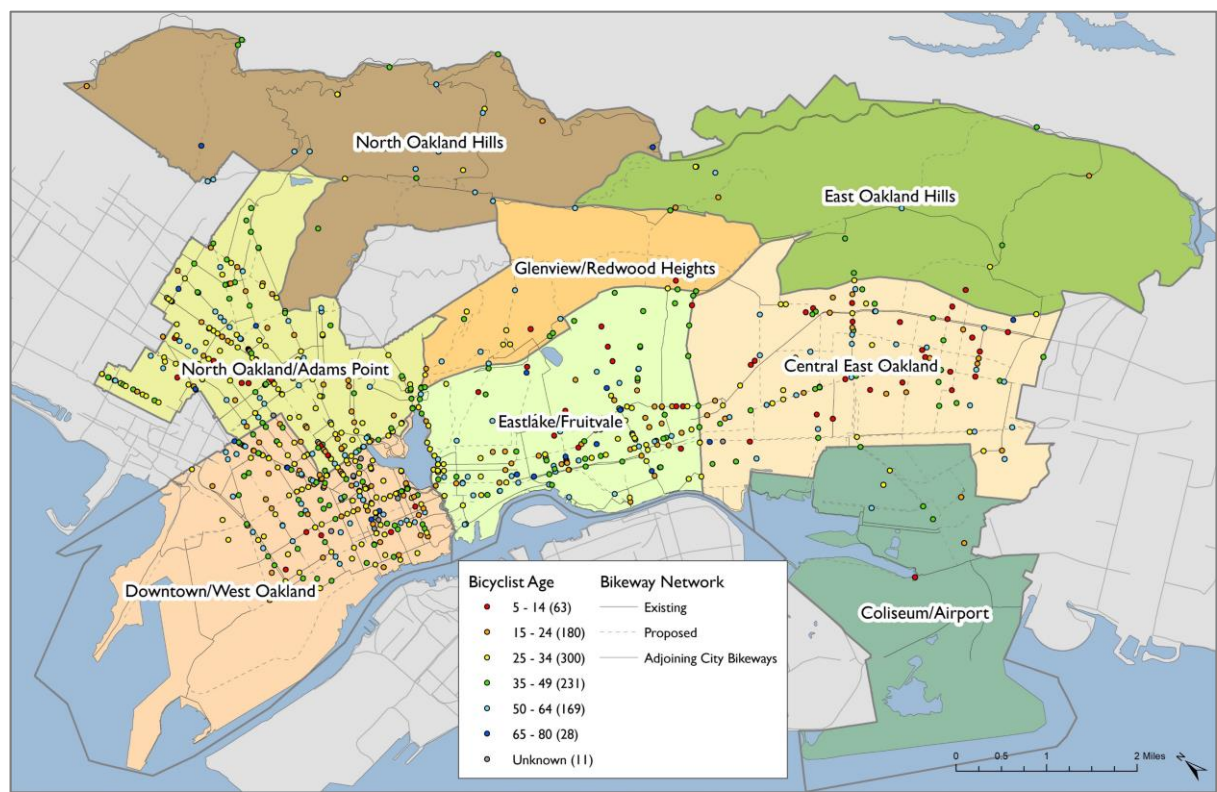 North Oakland Hills
East Oakland Hills
Glenview/Redwood Heights
North Oakland/Adams Point
Central East Oakland
Eastlake/Fruitvale
Downtown/West Oakland
Coliseum/Airport
Bicyclist Age
5 - 14 (63)
15 - 24 (180)
25 - 34 (300)
35 - 49 (231)
50 - 64 (169)
65 - 80 (28)
Unknown (11)
Bikeway Network
Existing
Proposed
Adjoining City Bikeways
0 0.5 1 2 Miles
N